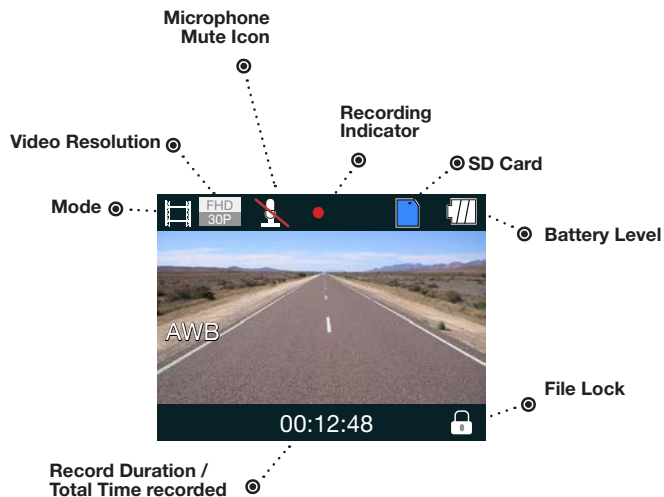 Microphone
Mute Icon
Recording
Indicator
Video Resolution
SD Card
Mode
FHD
30P
Battery Level
AWB
File Lock
00:12:48
Record Duration /
Total Time recorded